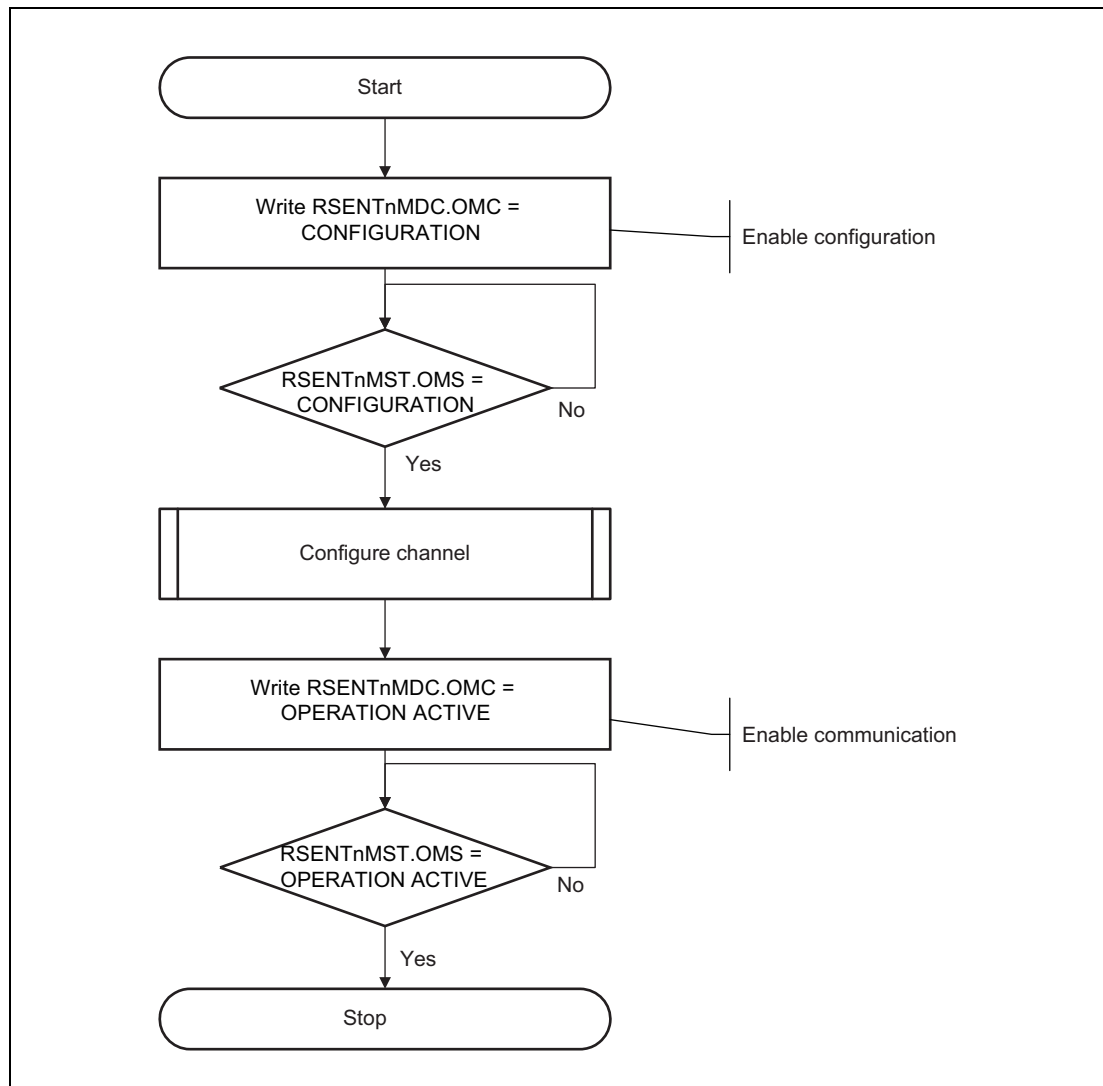 Start
Write RSENTnMDC.OMC =
CONFIGURATION
Enable configuration
RSENTnMST.OMS =
CONFIGURATION
No
Yes
Configure channel
Write RSENTnMDC.OMC =
OPERATION ACTIVE
Enable communication
RSENTnMST.OMS =
OPERATION ACTIVE
No
Yes
Stop